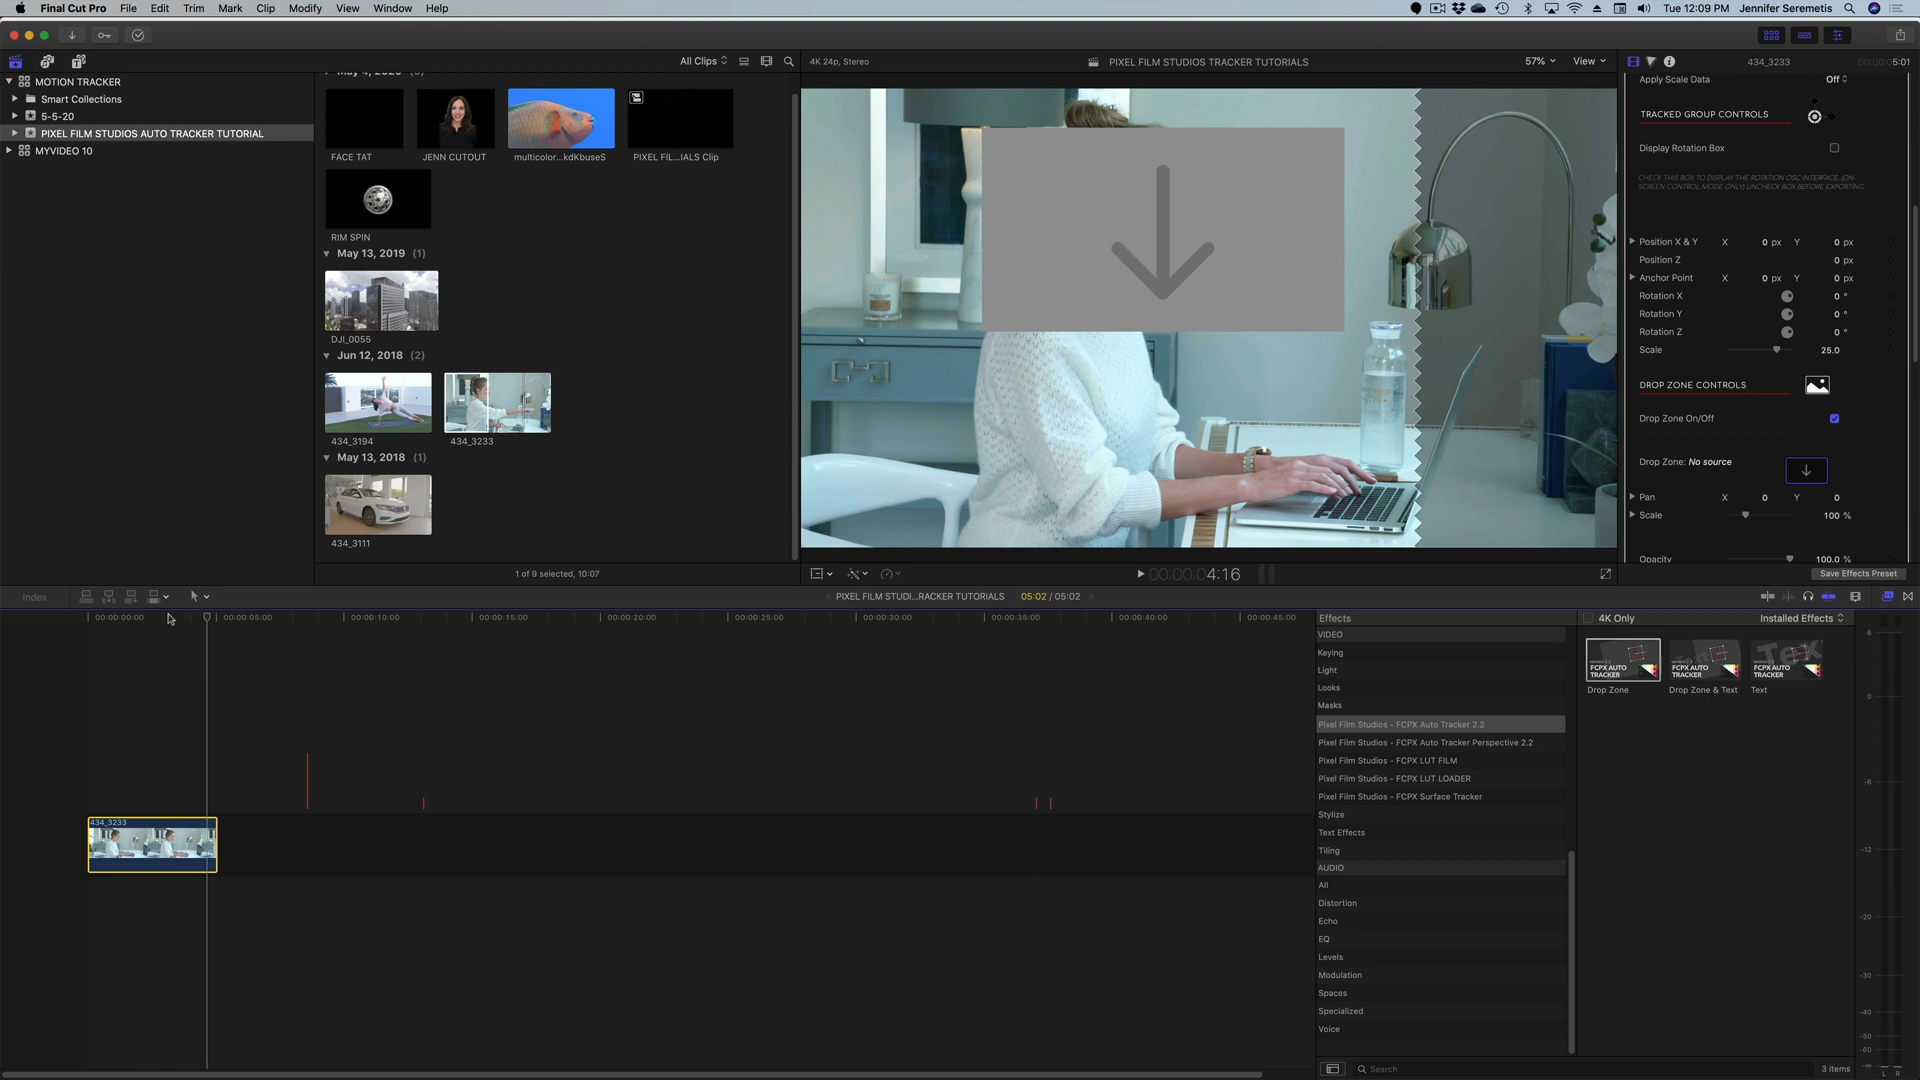 Final Cut Pro File Edit Trim Mark Clip Modify View Window Help
Tue 12:09 PM Jennifer Seremetis
All Clips
4K 24p, Stereo
PIXEL FILM STUDIOS TRACKER TUTORIALS
57% View
434_3233
5:01
MOTION TRACKER
Smart Collections
5-5-20
PIXEL FILM STUDIOS AUTO TRACKER TUTORIAL
MYVIDEO 10
FACE TAT
JENN CUTOUT
multicolor...kdKbuseS
PIXEL FIL...IALS Clip
RIM SPIN
May 13, 2019 (1)
DJI_0055
Jun 12, 2018 (2)
434_3194
434_3233
May 13, 2018 (1)
434_3111
1 of 9 selected, 10:07
00:00:04:16
Apply Scale Data Off
TRACKED GROUP CONTROLS
Display Rotation Box
CHECK THIS BOX TO DISPLAY THE ROTATION OSC INTERFACE. (ON-
SCREEN CONTROL MODE ONLY) UNCHECK BOX BEFORE EXPORTING.
Position X & Y X 0 px Y 0 px
Position Z 0 px
Anchor Point X 0 px Y 0 px
Rotation X 0 °
Rotation Y 0 °
Rotation Z 0 °
Scale 25.0
DROP ZONE CONTROLS
Drop Zone On/Off
Drop Zone: No source
Pan X 0 Y 0
Scale 100 %
Opacity 100.0 %
Save Effects Preset
Index
PIXEL FILM STUDI...RACKER TUTORIALS 05:02 / 05:02
00:00:00:00 00:00:05:00 00:00:10:00 00:00:15:00 00:00:20:00 00:00:25:00 00:00:30:00 00:00:35:00 00:00:40:00 00:00:45:00
434_3233
Effects
VIDEO
Keying
Light
Looks
Masks
Pixel Film Studios - FCPX Auto Tracker 2.2
Pixel Film Studios - FCPX Auto Tracker Perspective 2.2
Pixel Film Studios - FCPX LUT FILM
Pixel Film Studios - FCPX LUT LOADER
Pixel Film Studios - FCPX Surface Tracker
Stylize
Text Effects
Tiling
AUDIO
All
Distortion
Echo
EQ
Levels
Modulation
Spaces
Specialized
Voice
4K Only
Installed Effects
FCPX AUTO
TRACKER
Drop Zone
FCPX AUTO
TRACKER
Drop Zone & Text
FCPX AUTO
TRACKER
Text
Search
3 items
6
0
-6
-12
-20
-30
-40
-50
-60
-∞
L R